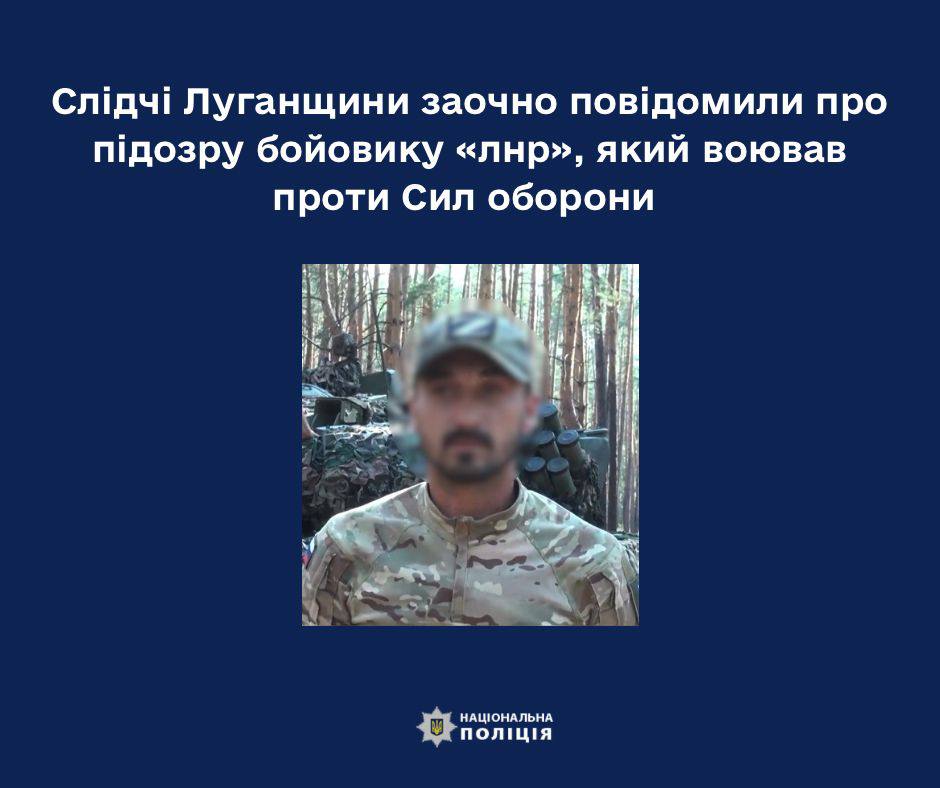 Слідчі Луганщини заочно повідомили про
підозру бойовику «лнр», який воював
проти Сил оборони
НАЦІОНАЛЬНА
ПОЛІЦІЯ